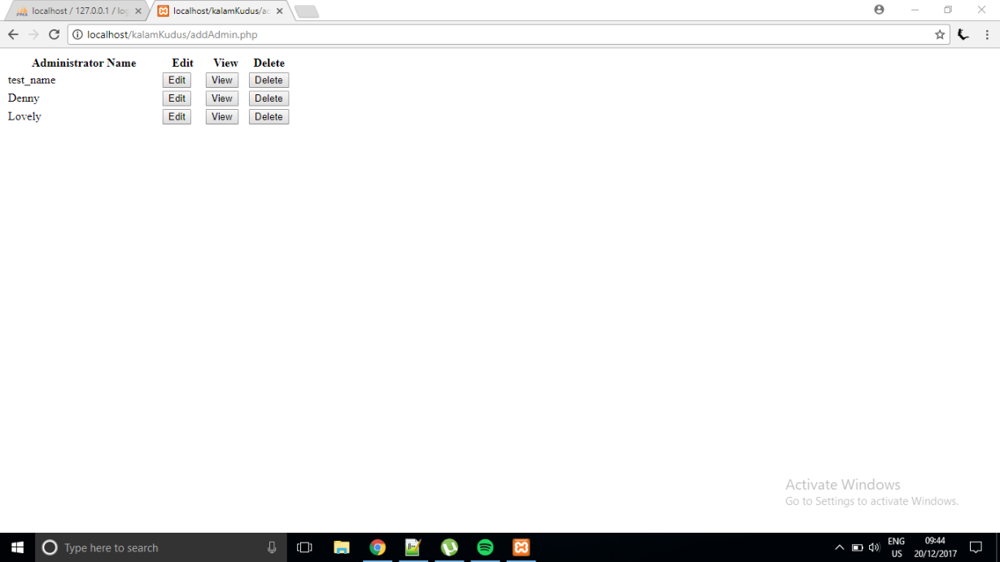 localhost / 127.0.0.1 / log
localhost/kalamKudus/ad
localhost/kalamKudus/addAdmin.php
Administrator Name Edit View Delete
test_name Edit View Delete
Denny Edit View Delete
Lovely Edit View Delete
Activate Windows
Go to Settings to activate Windows.
Type here to search
ENG 09:44
US 20/12/2017